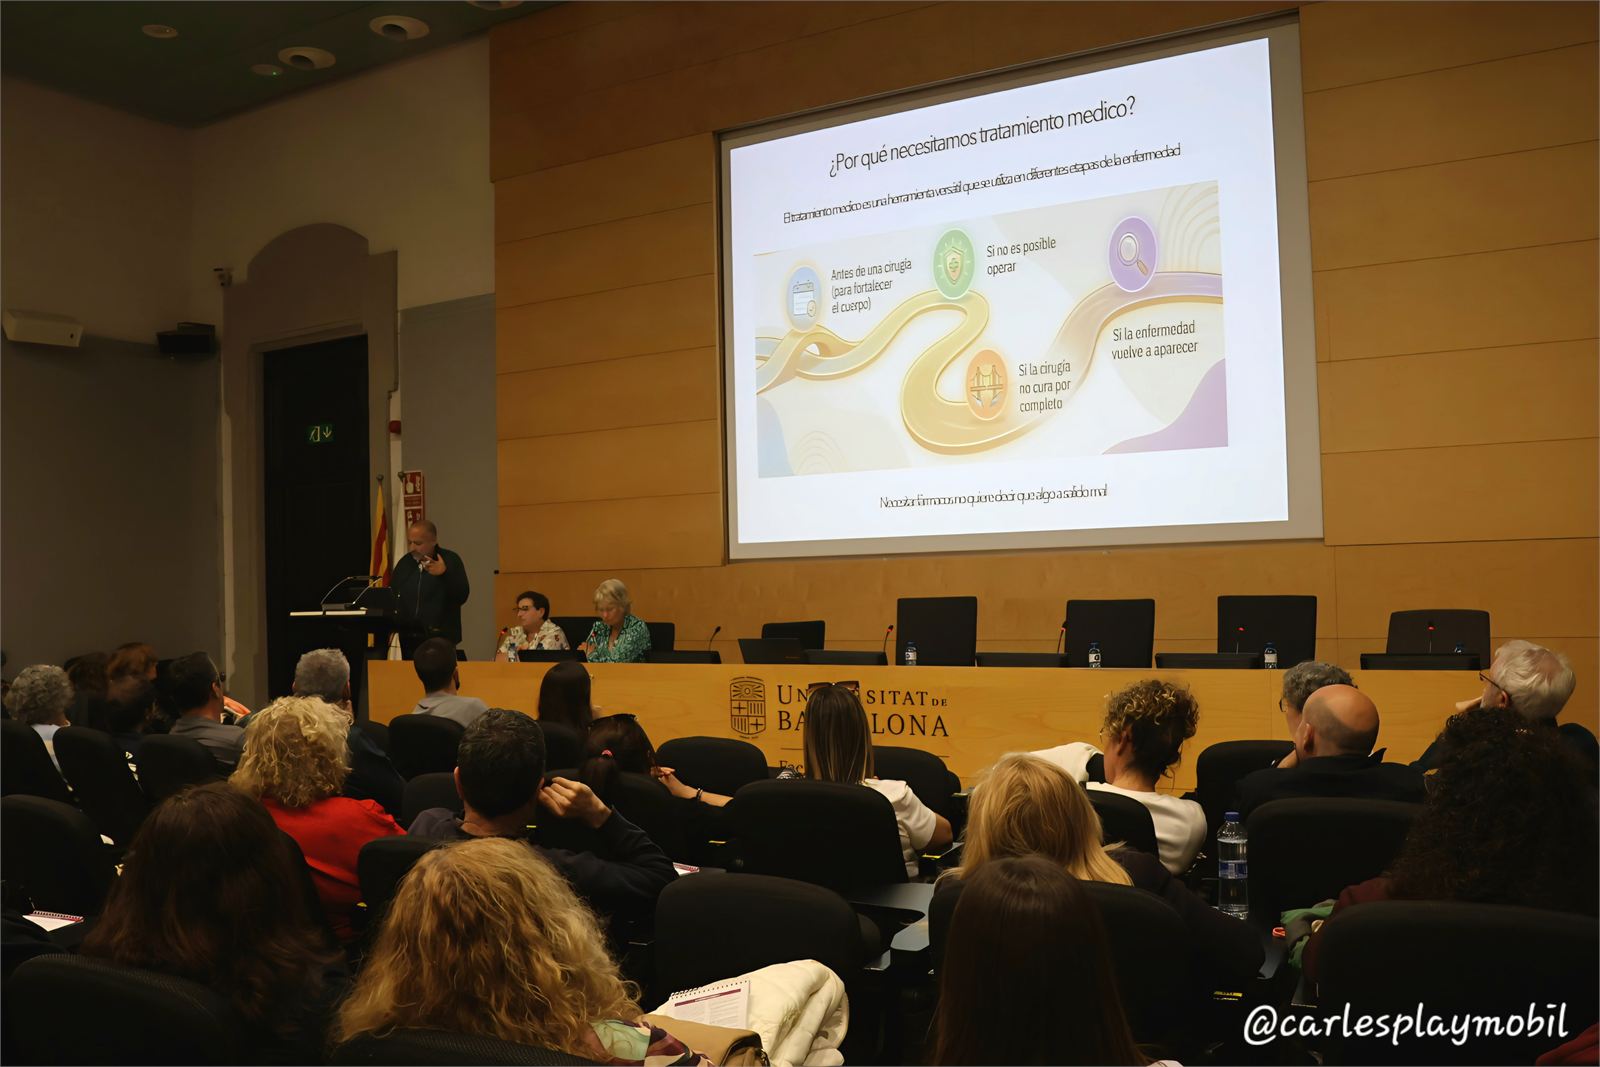 ¿Por qué necesitamos tratamiento medico?
El tratamiento medico es una herramienta versátil que se utiliza en diferentes etapas de la enfermedad
Antes de una cirugía
(para fortalecer
el cuerpo)
Si no es posible
operar
Si la cirugía
no cura por
completo
Si la enfermedad
vuelve a aparecer
Necesitar fármacos no quiere decir que algo a salido mal
UNIVERSITAT DE
BARCELONA
@carlesplaymobil